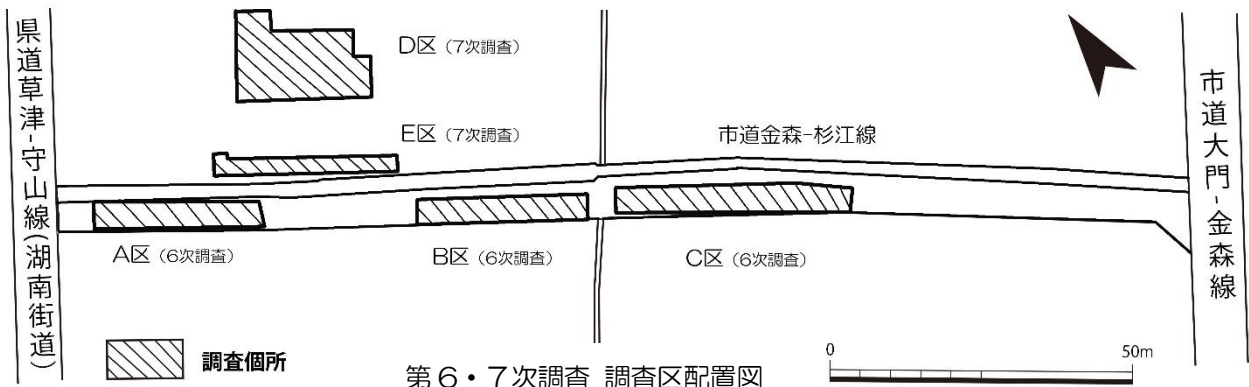 県道草津-守山線(湖南街道)
D区 (7次調査)
E区 (7次調査)
市道金森-杉江線
市道大門-金森線
A区 (6次調査)
B区 (6次調査)
C区 (6次調査)
調査個所
第6・7次調査 調査区配置図
0
50m